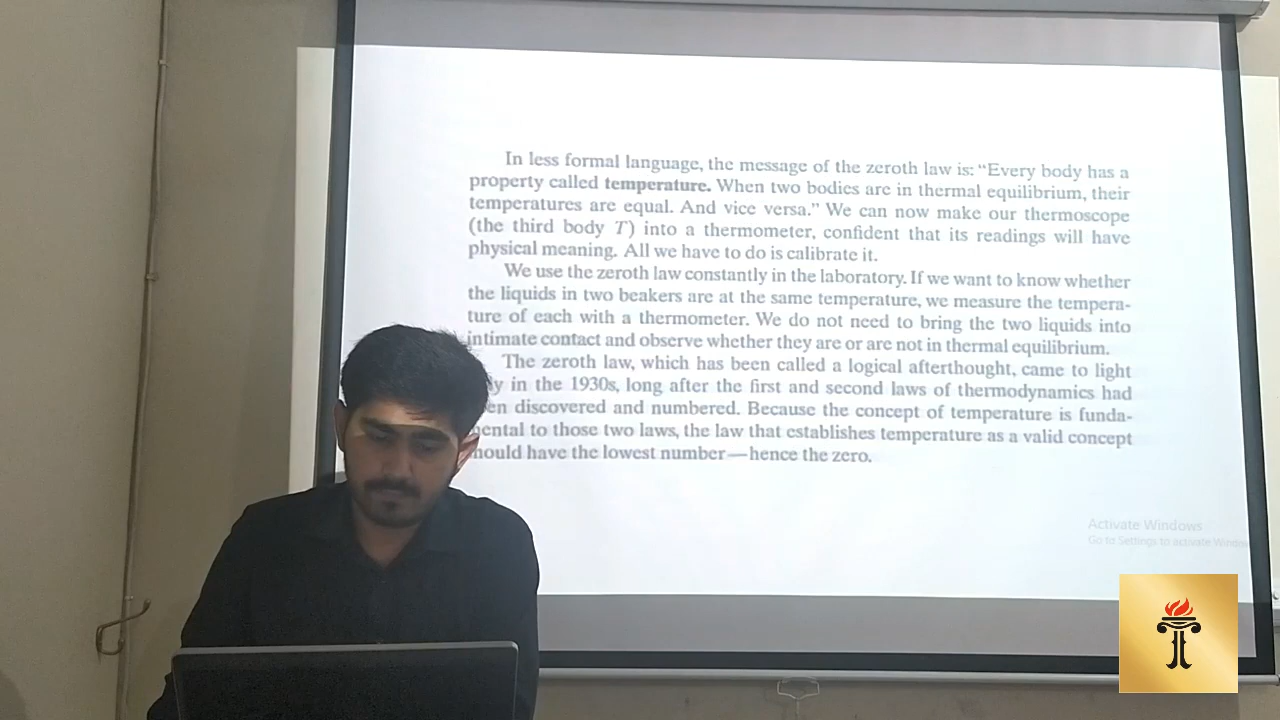 In less formal language, the message of the zeroth law is: “Every body has a
property called temperature. When two bodies are in thermal equilibrium, their
temperatures are equal. And vice versa.” We can now make our thermoscope
(the third body T) into a thermometer, confident that its readings will have
physical meaning. All we have to do is calibrate it.
We use the zeroth law constantly in the laboratory. If we want to know whether
the liquids in two beakers are at the same temperature, we measure the tempera-
ture of each with a thermometer. We do not need to bring the two liquids into
intimate contact and observe whether they are or are not in thermal equilibrium.
The zeroth law, which has been called a logical afterthought, came to light
in the 1930s, long after the first and second laws of thermodynamics had
discovered and numbered. Because the concept of temperature is funda-
to those two laws, the law that establishes temperature as a valid concept
have the lowest number—hence the zero.
Activate Windows
Go to Settings to activate